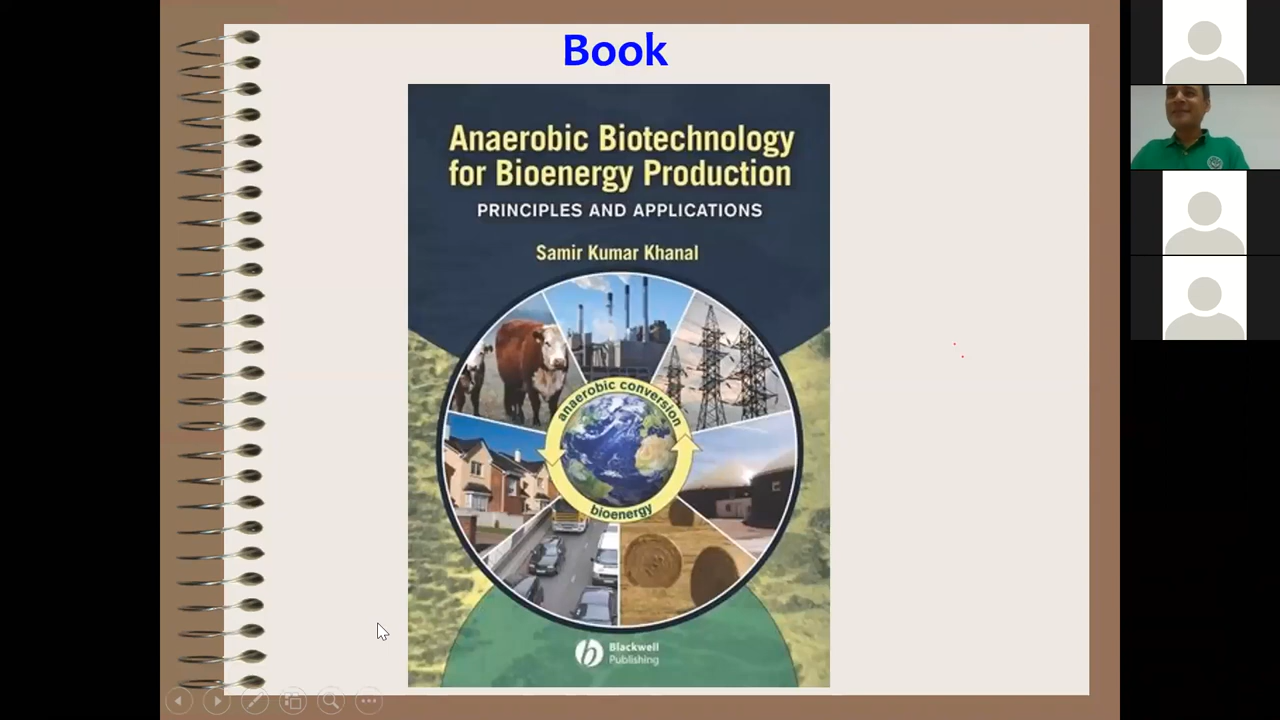 Book
Anaerobic Biotechnology
for Bioenergy Production
PRINCIPLES AND APPLICATIONS
Samir Kumar Khanal
anaerobic conversion
bioenergy
b
Blackwell
Publishing